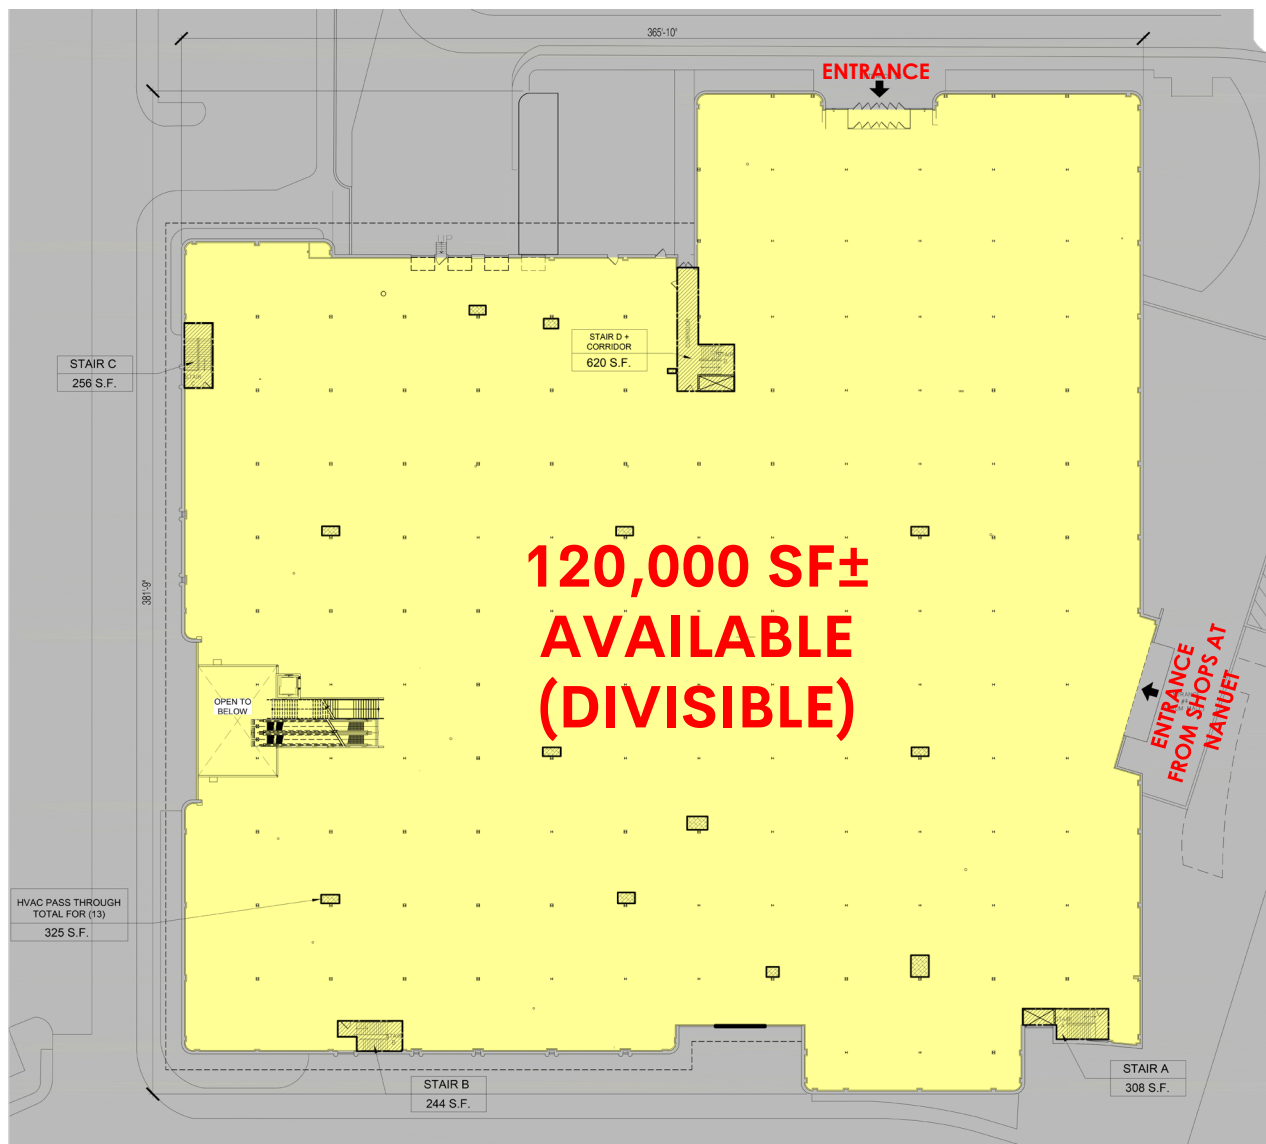 365'-10"
ENTRANCE
STAIR D +
CORRIDOR
620 S.F.
STAIR C
256 S.F.
381'-9"
120,000 SF±
AVAILABLE
(DIVISIBLE)
OPEN TO
BELOW
ENTRANCE
FROM SHOPS AT
NANUET
HVAC PASS THROUGH
TOTAL FOR (13)
325 S.F.
STAIR B
244 S.F.
STAIR A
308 S.F.